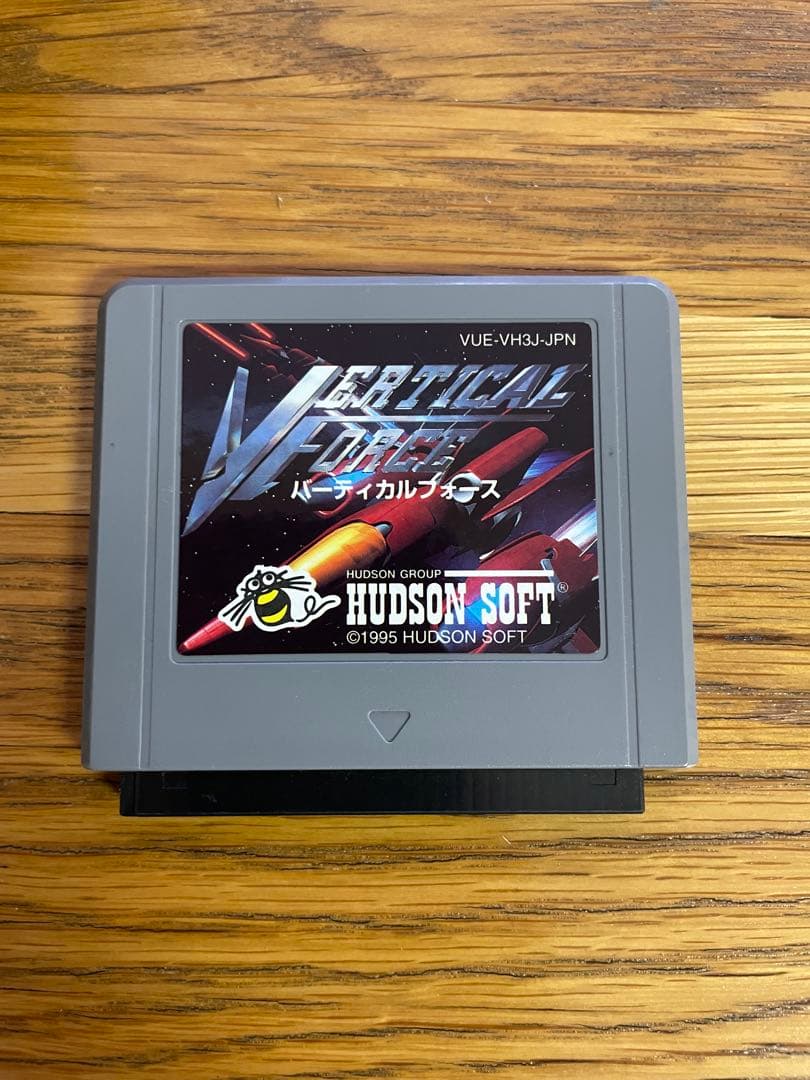 VUE-VH3J-JPN
VERTICAL
FORCE
バーティカルフォース
HUDSON GROUP
HUDSON SOFT®
©1995 HUDSON SOFT